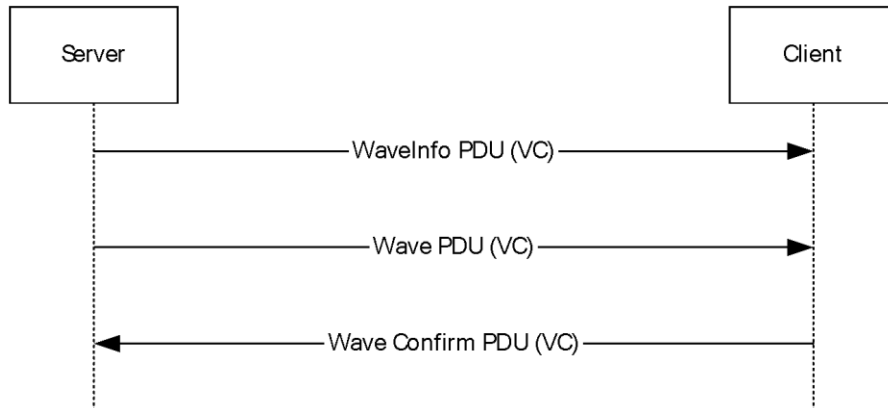 Server
Client
WaveInfo PDU (VC)
Wave PDU (VC)
Wave Confirm PDU (VC)